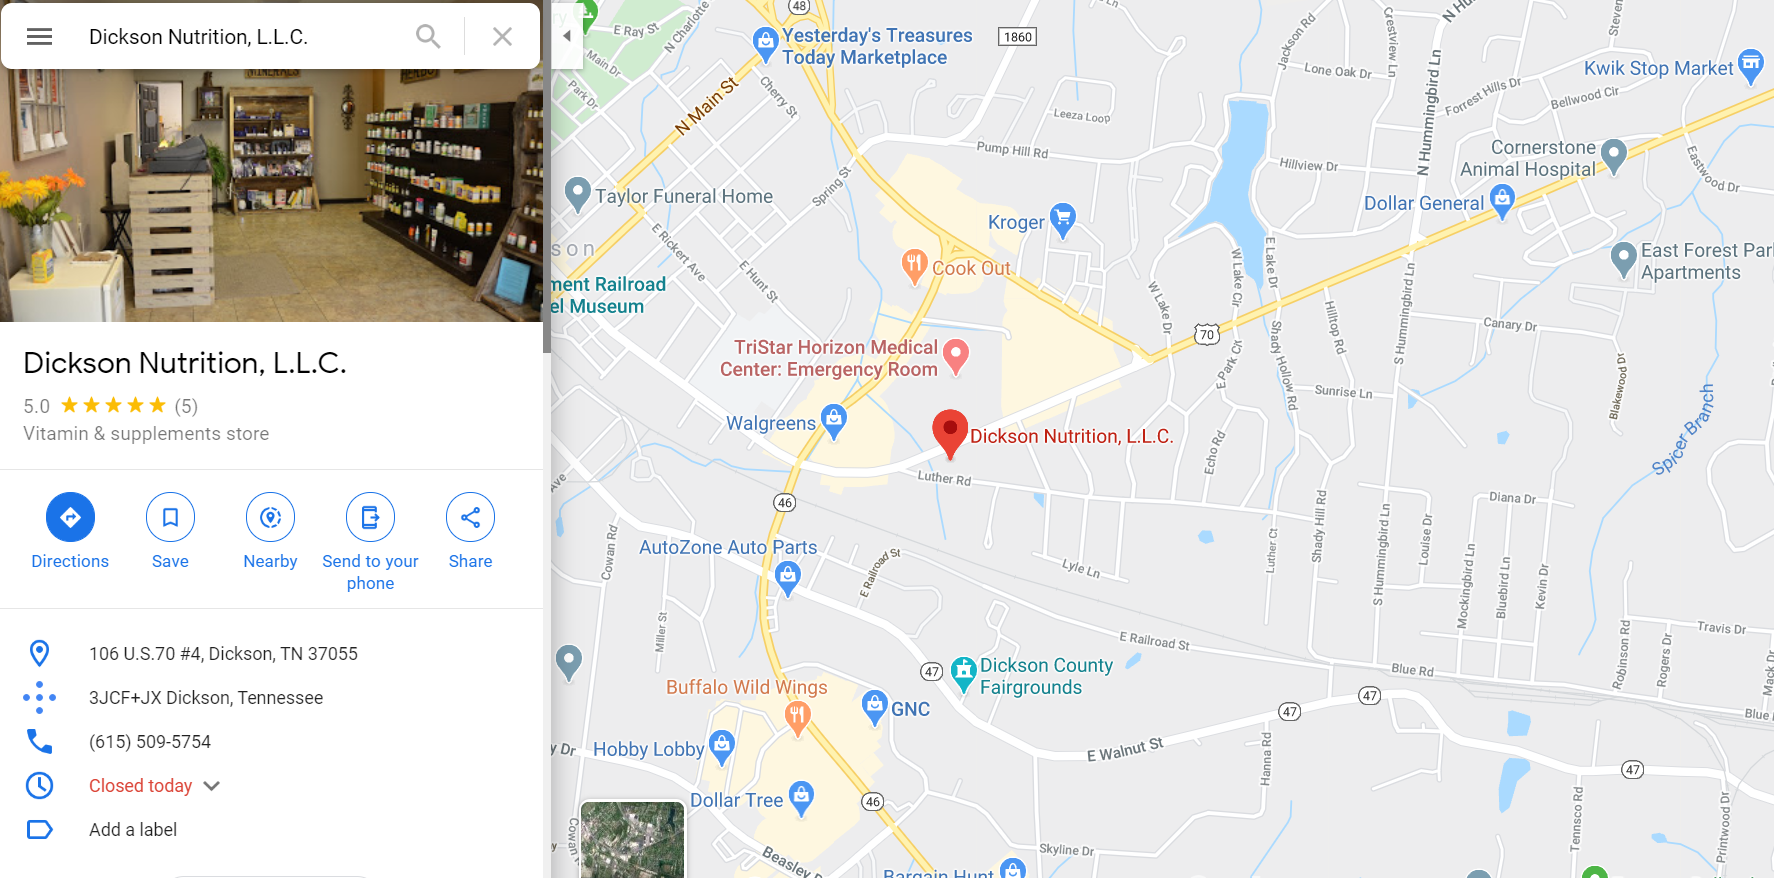 Dickson Nutrition, L.L.C.
MINERALS
Dickson Nutrition, L.L.C.
5.0
(5)
Vitamin & supplements store
Directions
Save
Nearby
Send to your
phone
Share
106 U.S.70 #4, Dickson, TN 37055
3JCF+JX Dickson, Tennessee
(615) 509-5754
Closed today
Add a label
48
E Ray St
N Charlotte
Main Dr
Park Dr
Yesterday's Treasures
Today Marketplace
1860
N Main St
Cherry St
Leeza Loop
Pump Hill Rd
Spring St
Taylor Funeral Home
son
E Rickert Ave
E Hunt St
ment Railroad
el Museum
Kroger
Cook Out
TriStar Horizon Medical
Center: Emergency Room
Walgreens
Dickson Nutrition, L.L.C.
Luther Rd
46
Ave
Cowan Rd
AutoZone Auto Parts
E Railroad St
Lyle Ln
Miller St
E Railroad St
47
Dickson County
Fairgrounds
Buffalo Wild Wings
GNC
Hobby Lobby
y Dr
Dollar Tree
46
Beasley Dr
Cowan
Bargain Hunt
Skyline Dr
E Walnut St
47
47
47
Hanna Rd
Tennsco Rd
Printwood Dr
Blue Rd
Blue
Robinson Rd
Rogers Dr
Mack Dr
Travis Dr
Jackson Rd
Crestview Ln
Steven
N Hu
Lone Oak Dr
N Hummingbird Ln
Forrest Hills Dr
Bellwood Cir
Kwik Stop Market
Hillview Dr
Cornerstone
Animal Hospital
Eastwood Dr
Dollar General
East Forest Par
Apartments
E Lake Dr
W Lake Cir
W Lake Dr
70
E Park Cir
Shady Hollow Rd
Hilltop Rd
S Hummingbird Ln
Canary Dr
Sunrise Ln
Blakewood Dr
Spicer Branch
Echo Rd
Diana Dr
Luther Ct
Shady Hill Rd
S Hummingbird Ln
Louise Dr
Mockingbird Ln
Bluebird Ln
Kevin Dr